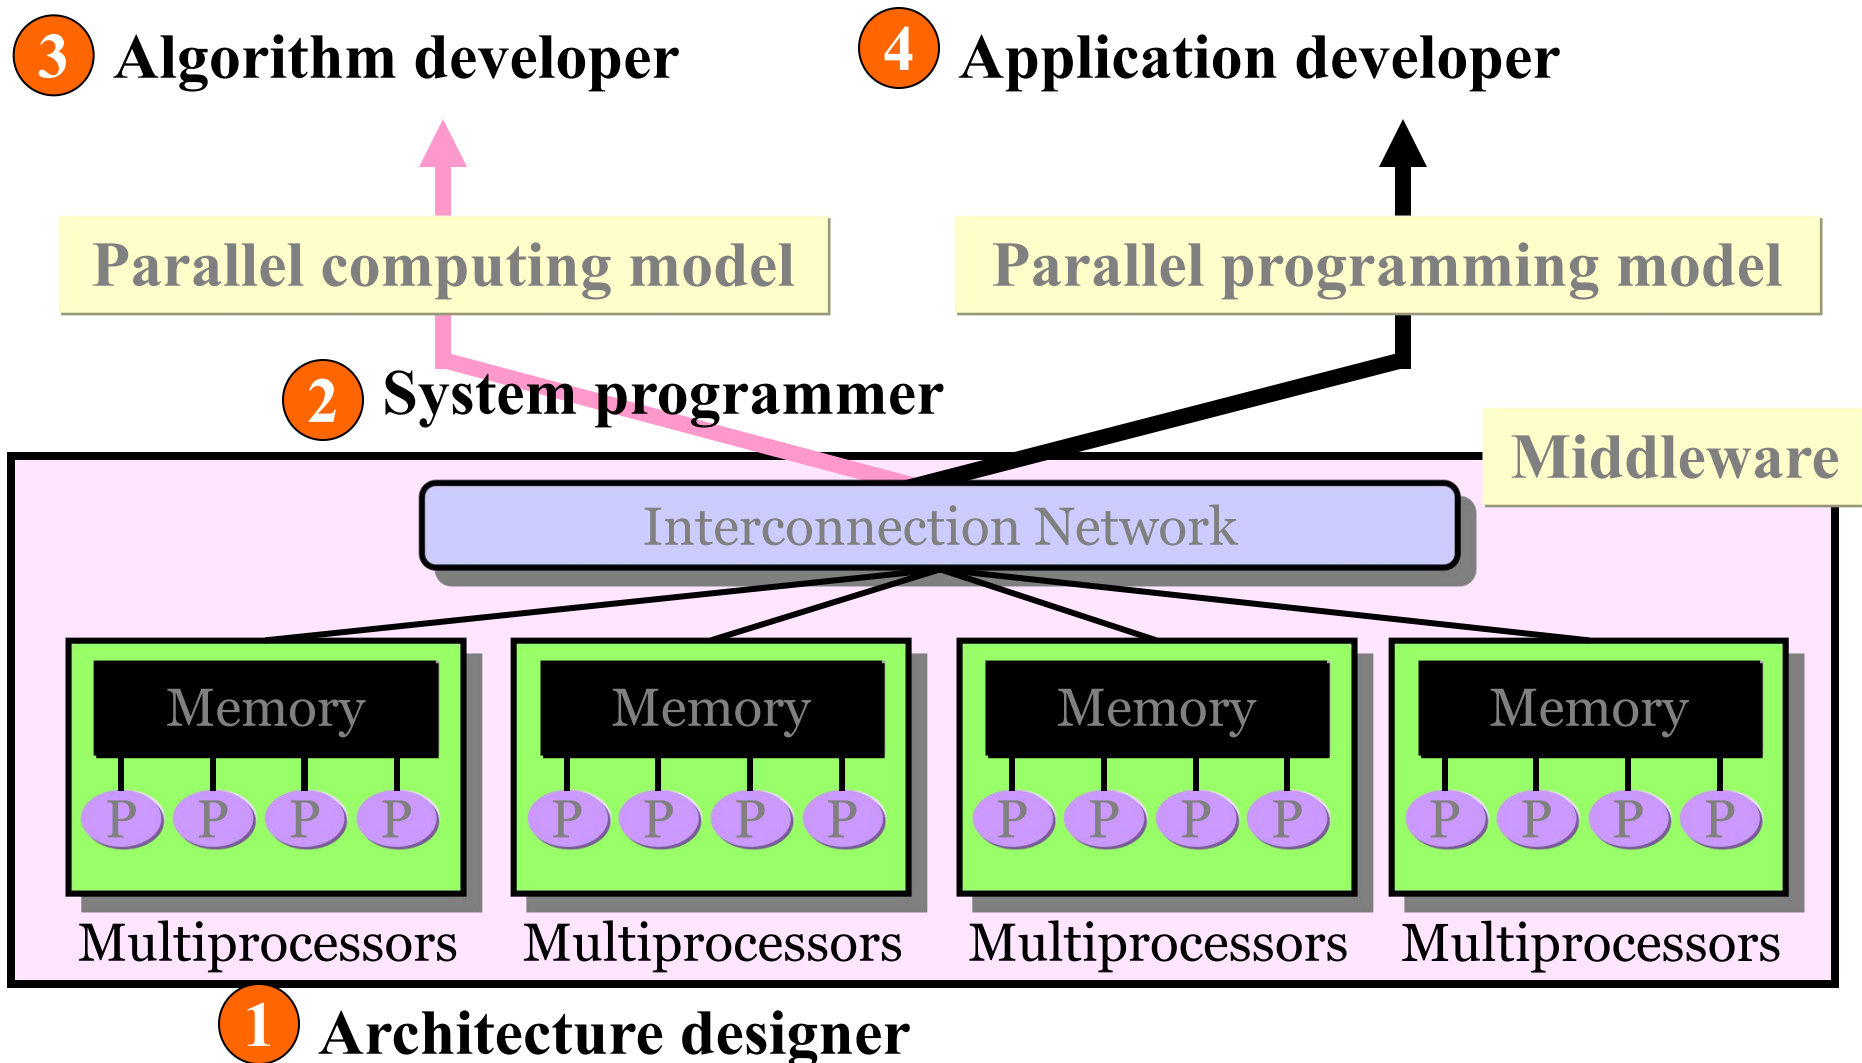 3 Algorithm developer
4 Application developer
Parallel computing model
Parallel programming model
2 System programmer
Middleware
Interconnection Network
Memory
Memory
Memory
Memory
P P P P
P P P P
P P P P
P P P P
Multiprocessors
Multiprocessors
Multiprocessors
Multiprocessors
1 Architecture designer